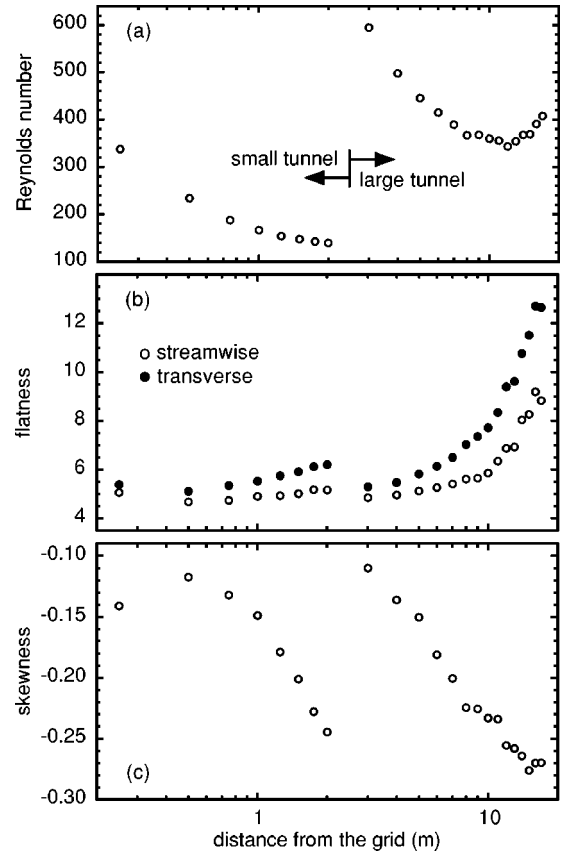 600
(a)
500
400
300
200
100
Reynolds number
small tunnel
large tunnel
12
(b)
10
8
6
4
flatness
streamwise
transverse
-0.10
-0.15
-0.20
-0.25
-0.30
skewness
(c)
1
10
distance from the grid (m)